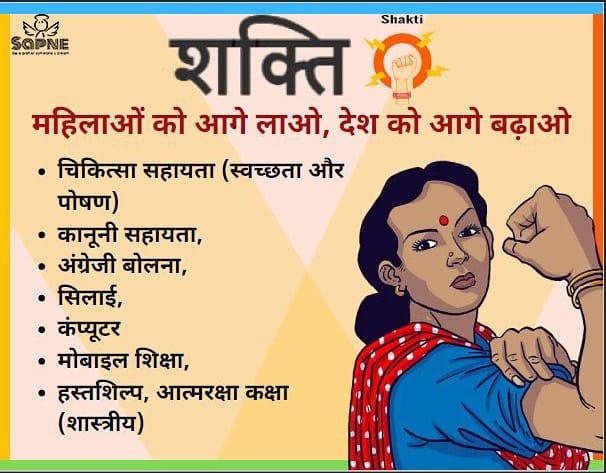 SAPNE
Shakti
शक्ति
महिलाओं को आगे लाओ, देश को आगे बढ़ाओ
• चिकित्सा सहायता (स्वच्छता और
पोषण)
• कानूनी सहायता,
• अंग्रेजी बोलना,
• सिलाई,
• कंप्यूटर
• मोबाइल शिक्षा,
• हस्तशिल्प, आत्मरक्षा कक्षा
(शास्त्रीय)